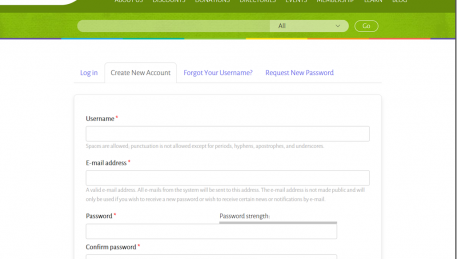 ABOUT US DISCOUNTS DONATIONS DIRECTORIES EVENTS MEMBERSHIP LEARN BLOG
All Go
Log in Create New Account Forgot Your Username? Request New Password
Username *
Spaces are allowed; punctuation is not allowed except for periods, hyphens, apostrophes, and underscores.
E-mail address *
A valid e-mail address. All e-mails from the system will be sent to this address. The e-mail address is not made public and will
only be used if you wish to receive a new password or wish to receive certain news or notifications by e-mail.
Password * Password strength:
Confirm password *